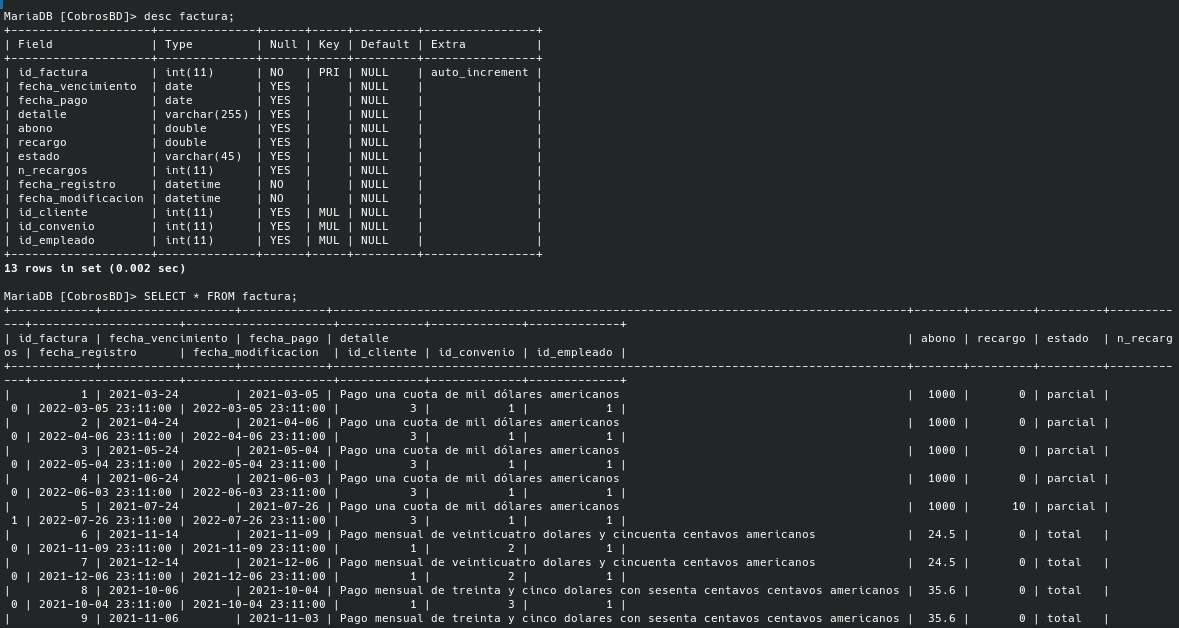 MariaDB [CobrosBD]> desc factura;
+--------------------+--------------+------+-----+---------+----------------+
| Field              | Type         | Null | Key | Default | Extra          |
+--------------------+--------------+------+-----+---------+----------------+
| id_factura         | int(11)      | NO   | PRI | NULL    | auto_increment |
| fecha_vencimiento  | date         | YES  |     | NULL    |                |
| fecha_pago         | date         | YES  |     | NULL    |                |
| detalle            | varchar(255) | YES  |     | NULL    |                |
| abono              | double       | YES  |     | NULL    |                |
| recargo            | double       | YES  |     | NULL    |                |
| estado             | varchar(45)  | YES  |     | NULL    |                |
| n_recargos         | int(11)      | YES  |     | NULL    |                |
| fecha_registro     | datetime     | NO   |     | NULL    |                |
| fecha_modificacion | datetime     | NO   |     | NULL    |                |
| id_cliente         | int(11)      | YES  | MUL | NULL    |                |
| id_convenio        | int(11)      | YES  | MUL | NULL    |                |
| id_empleado        | int(11)      | YES  | MUL | NULL    |                |
+--------------------+--------------+------+-----+---------+----------------+
13 rows in set (0.002 sec)
MariaDB [CobrosBD]> SELECT * FROM factura;
| id_factura | fecha_vencimiento | fecha_pago | detalle | abono | recargo | estado | n_recarg
os | fecha_registro | fecha_modificacion | id_cliente | id_convenio | id_empleado |
| 1 | 2021-03-24 | 2021-03-05 | Pago una cuota de mil dólares americanos | 1000 | 0 | parcial |
0 | 2022-03-05 23:11:00 | 2022-03-05 23:11:00 | 3 | 1 | 1 |
| 2 | 2021-04-24 | 2021-04-06 | Pago una cuota de mil dólares americanos | 1000 | 0 | parcial |
0 | 2022-04-06 23:11:00 | 2022-04-06 23:11:00 | 3 | 1 | 1 |
| 3 | 2021-05-24 | 2021-05-04 | Pago una cuota de mil dólares americanos | 1000 | 0 | parcial |
0 | 2022-05-04 23:11:00 | 2022-05-04 23:11:00 | 3 | 1 | 1 |
| 4 | 2021-06-24 | 2021-06-03 | Pago una cuota de mil dólares americanos | 1000 | 0 | parcial |
0 | 2022-06-03 23:11:00 | 2022-06-03 23:11:00 | 3 | 1 | 1 |
| 5 | 2021-07-24 | 2021-07-26 | Pago una cuota de mil dólares americanos | 1000 | 10 | parcial |
1 | 2022-07-26 23:11:00 | 2022-07-26 23:11:00 | 3 | 1 | 1 |
| 6 | 2021-11-14 | 2021-11-09 | Pago mensual de veinticuatro dolares y cincuenta centavos americanos | 24.5 | 0 | total |
0 | 2021-11-09 23:11:00 | 2021-11-09 23:11:00 | 1 | 2 | 1 |
| 7 | 2021-12-14 | 2021-12-06 | Pago mensual de veinticuatro dolares y cincuenta centavos americanos | 24.5 | 0 | total |
0 | 2021-12-06 23:11:00 | 2021-12-06 23:11:00 | 1 | 2 | 1 |
| 8 | 2021-10-06 | 2021-10-04 | Pago mensual de treinta y cinco dolares con sesenta centavos centavos americanos | 35.6 | 0 | total |
0 | 2021-10-04 23:11:00 | 2021-10-04 23:11:00 | 1 | 3 | 1 |
| 9 | 2021-11-06 | 2021-11-03 | Pago mensual de treinta y cinco dolares con sesenta centavos centavos americanos | 35.6 | 0 | total |